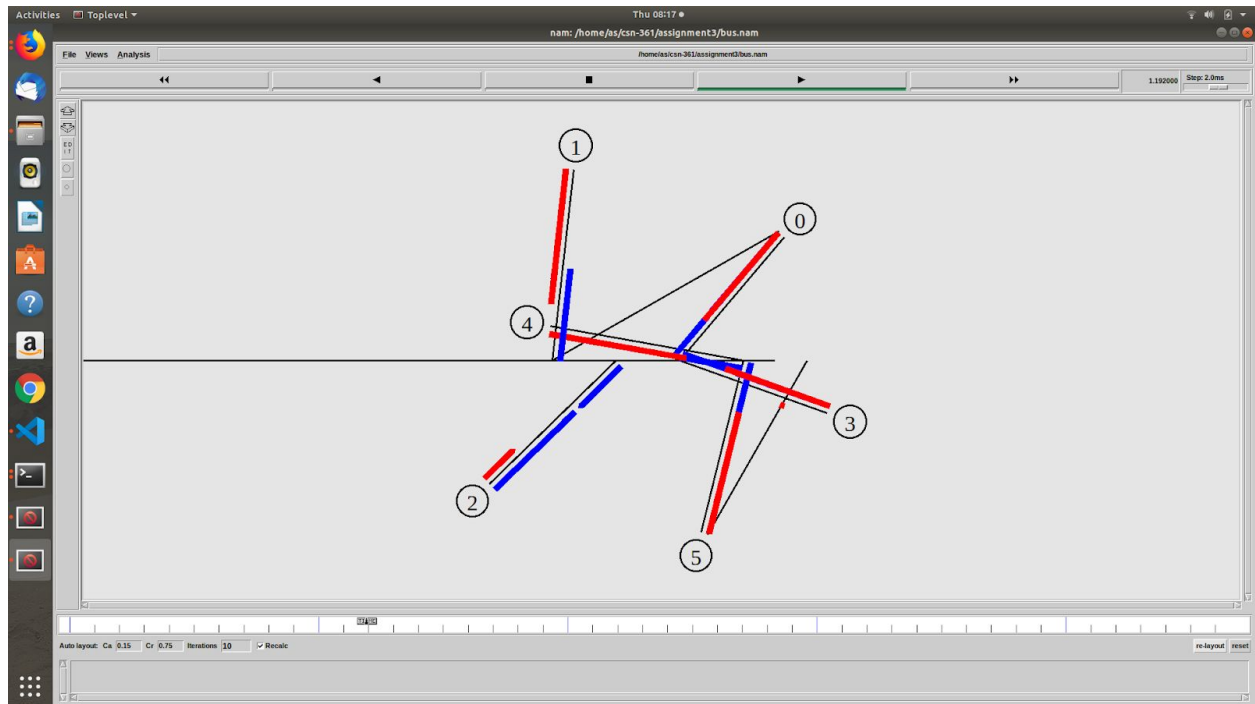 Activities Toplevel Thu 08:17
nam: /home/as/csn-361/assignment3/bus.nam
File Views Analysis /home/as/csn-361/assignment3/bus.nam
1.192000 Step: 2.0ms
1
0
4
3
2
5
Auto layout: Ca 0.15 Cr 0.75 Iterations 10 Recalc re-layout reset